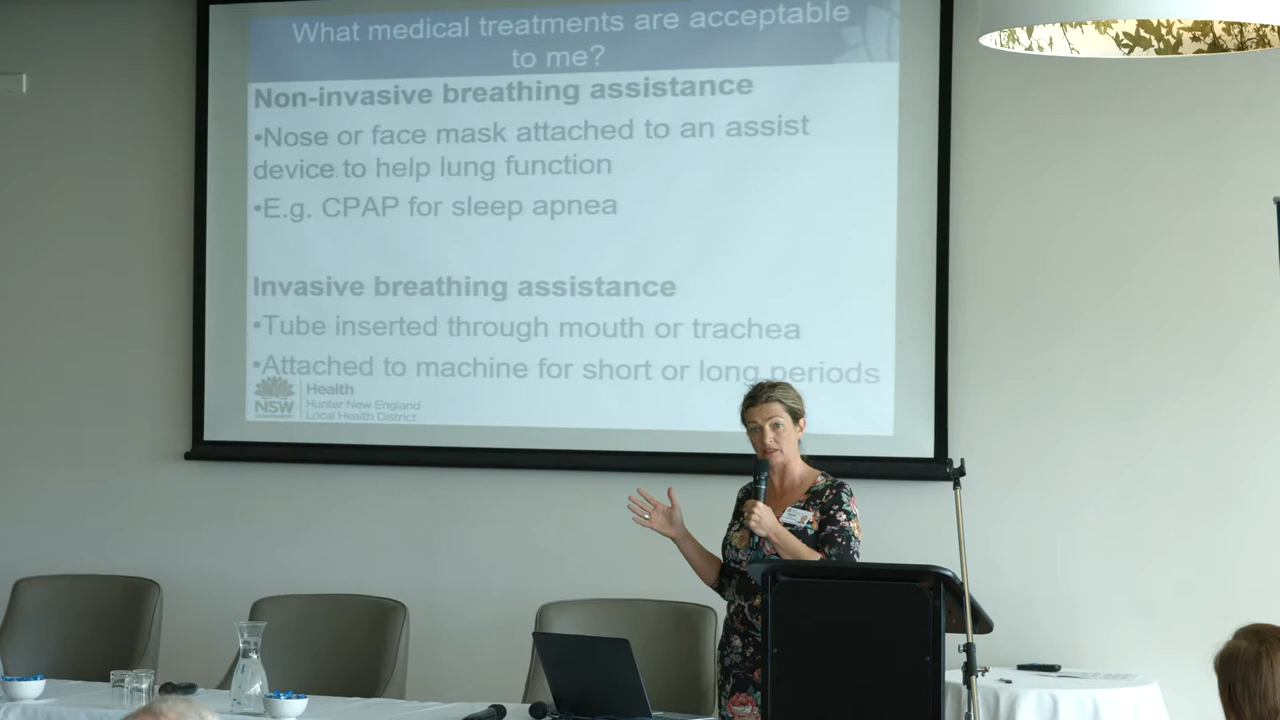 What medical treatments are acceptable
to me?
Non-invasive breathing assistance
•Nose or face mask attached to an assist
device to help lung function
•E.g. CPAP for sleep apnea
Invasive breathing assistance
•Tube inserted through mouth or trachea
•Attached to machine for short or long periods
NSW
Health
Hunter New England
Local Health District